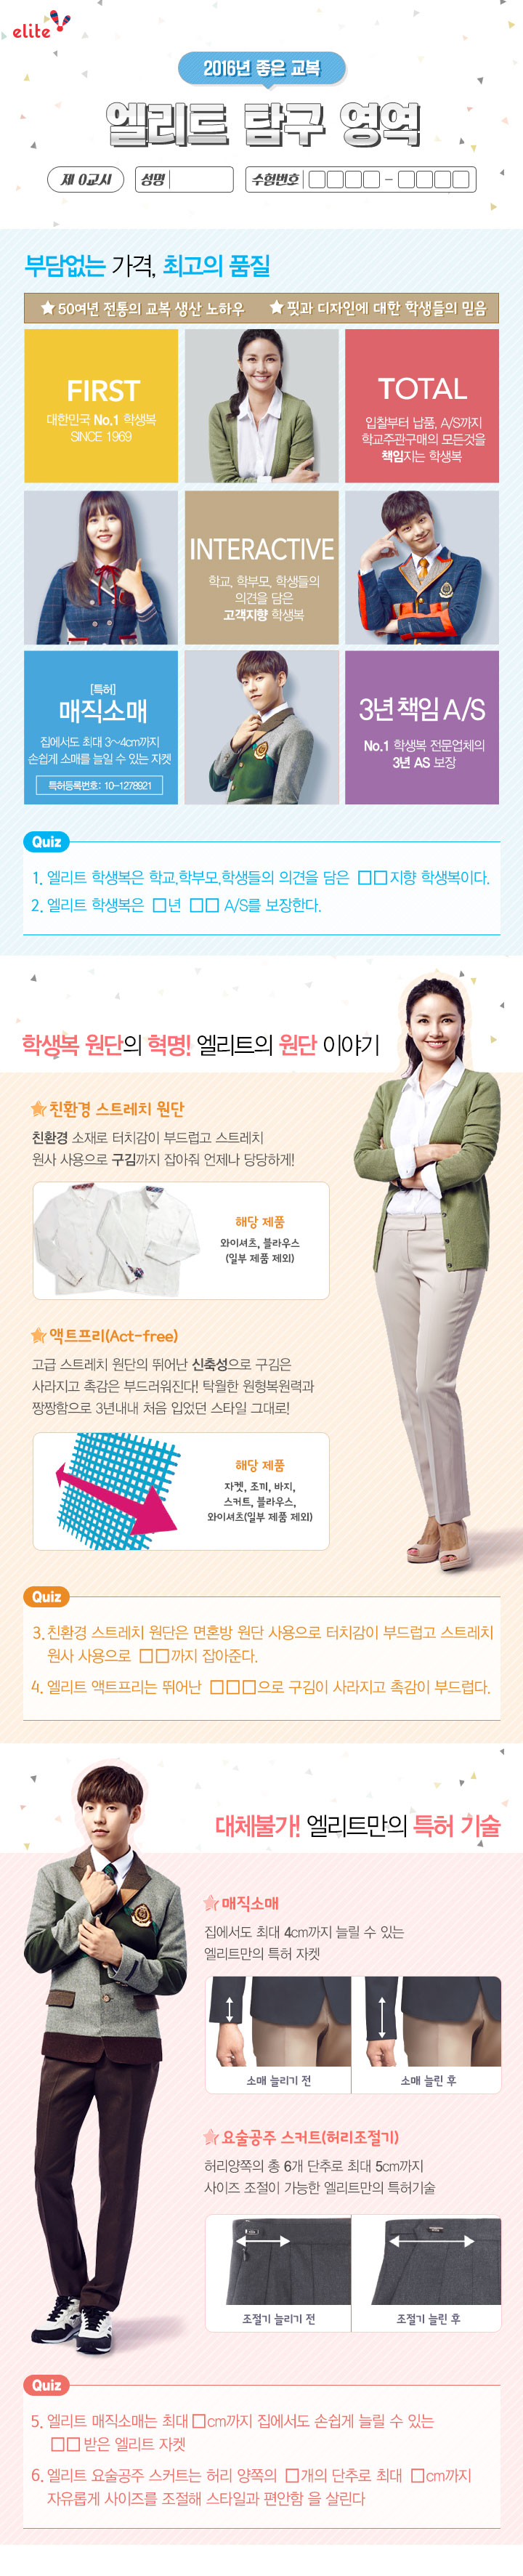 elite
2016년 좋은 교복
엘리트 탐구 영역
제 0교시 성명 수험번호 □□□□ - □□□□
부담없는 가격, 최고의 품질
★50여년 전통의 교복 생산 노하우 ★핏과 디자인에 대한 학생들의 믿음
FIRST
대한민국 No.1 학생복
SINCE 1969
TOTAL
입찰부터 납품, A/S까지
학교주관구매의 모든것을
책임지는 학생복
INTERACTIVE
학교, 학부모, 학생들의
의견을 담은
고객지향 학생복
[특허]
매직소매
집에서도 최대 3~4cm까지
손쉽게 소매를 늘일 수 있는 자켓
특허등록번호: 10-1278921
3년 책임 A/S
No.1 학생복 전문업체의
3년 AS 보장
Quiz
1. 엘리트 학생복은 학교,학부모,학생들의 의견을 담은 □□지향 학생복이다.
2. 엘리트 학생복은 □년 □□ A/S를 보장한다.
학생복 원단의 혁명! 엘리트의 원단 이야기
★친환경 스트레치 원단
친환경 소재로 터치감이 부드럽고 스트레치
원사 사용으로 구김까지 잡아줘 언제나 당당하게!
해당 제품
와이셔츠, 블라우스
(일부 제품 제외)
★액트프리(Act-free)
고급 스트레치 원단의 뛰어난 신축성으로 구김은
사라지고 촉감은 부드러워진다! 탁월한 원형복원력과
짱짱함으로 3년내내 처음 입었던 스타일 그대로!
해당 제품
자켓, 조끼, 바지,
스커트, 블라우스,
와이셔츠(일부 제품 제외)
Quiz
3. 친환경 스트레치 원단은 면혼방 원단 사용으로 터치감이 부드럽고 스트레치
원사 사용으로 □□까지 잡아준다.
4. 엘리트 액트프리는 뛰어난 □□□으로 구김이 사라지고 촉감이 부드럽다.
대체불가! 엘리트만의 특허 기술
★매직소매
집에서도 최대 4cm까지 늘릴 수 있는
엘리트만의 특허 자켓
소매 늘리기 전 소매 늘린 후
★요술공주 스커트(허리조절기)
허리양쪽의 총 6개 단추로 최대 5cm까지
사이즈 조절이 가능한 엘리트만의 특허기술
조절기 늘리기 전 조절기 늘린 후
Quiz
5. 엘리트 매직소매는 최대 □cm까지 집에서도 손쉽게 늘릴 수 있는
□□ 받은 엘리트 자켓
6. 엘리트 요술공주 스커트는 허리 양쪽의 □개의 단추로 최대 □cm까지
자유롭게 사이즈를 조절해 스타일과 편안함 을 살린다